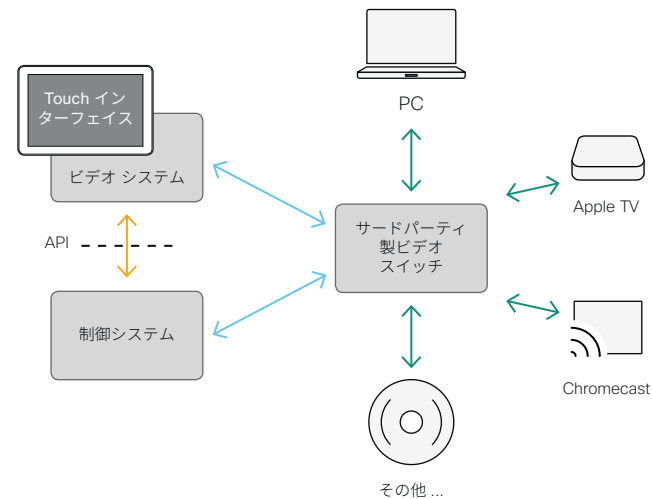 PC
Touch イン
ターフェイス
ビデオ システム
API
制御システム
サードパーティ
製ビデオ
スイッチ
Apple TV
Chromecast
その他 ...